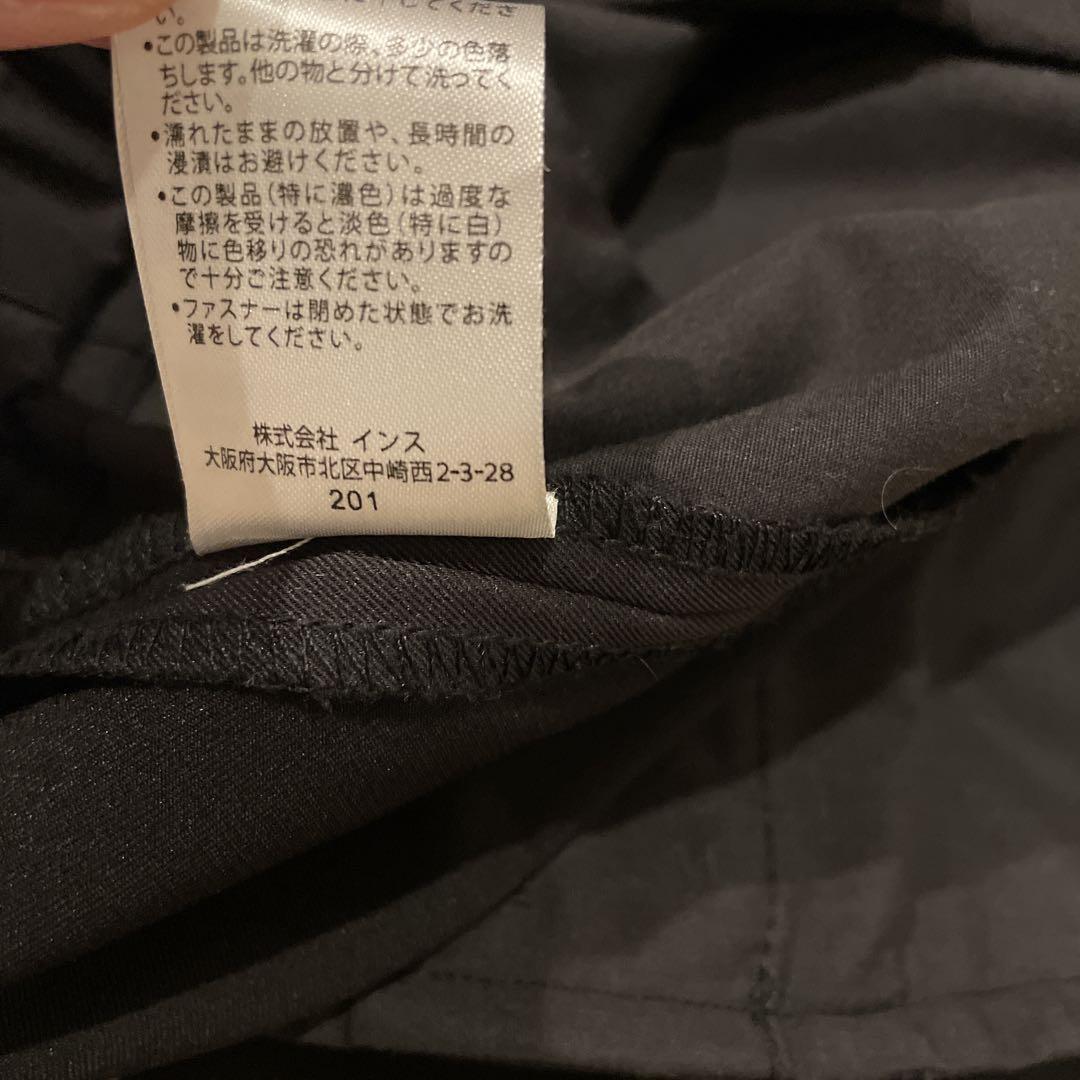 い。
•この製品は洗濯の際、多少の色落
ちします。他の物と分けて洗ってく
ださい。
•濡れたままの放置や、長時間の
浸漬はお避けください。
•この製品(特に濃色)は過度な
摩擦を受けると淡色(特に白)
物に色移りの恐れがありますの
で十分ご注意ください。
•ファスナーは閉めた状態でお洗
濯をしてください。
株式会社 インス
大阪府大阪市北区中崎西2-3-28
201